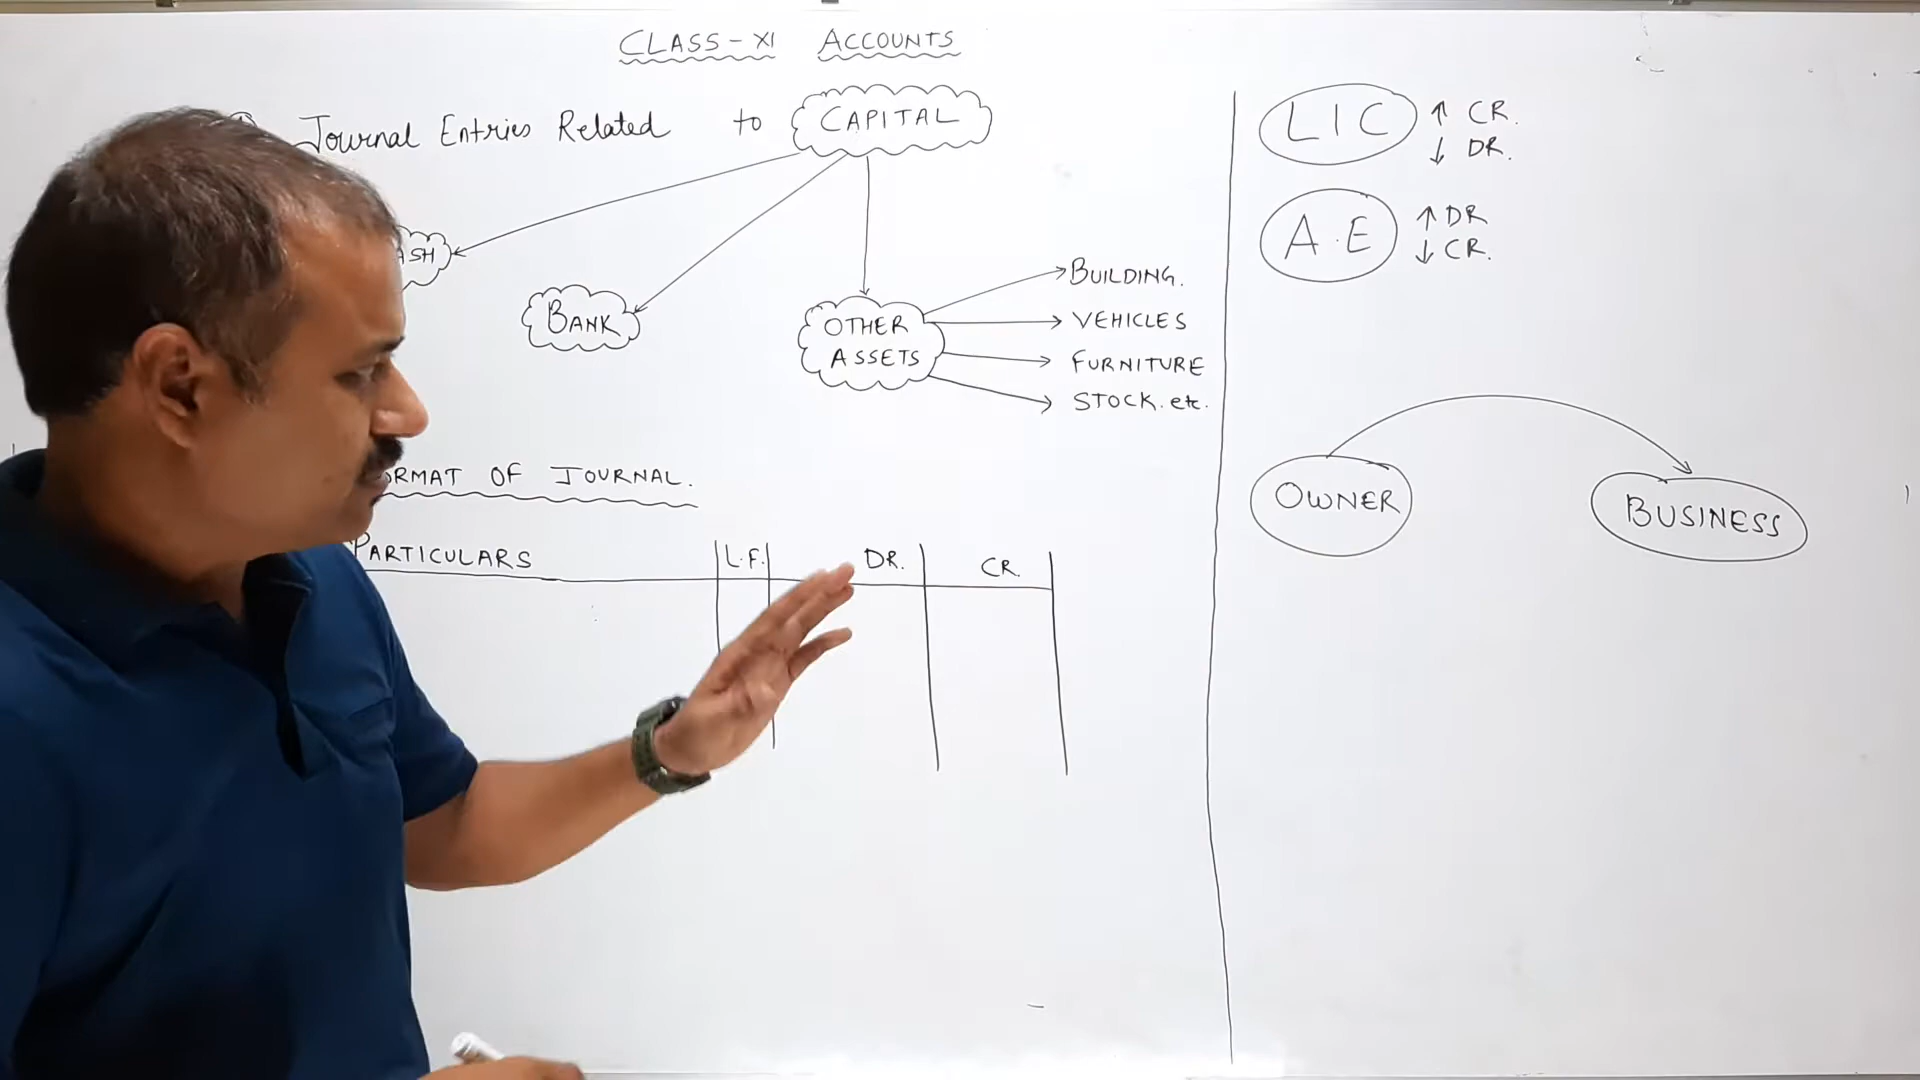 CLASS-XI ACCOUNTS
Journal Entries Related to CAPITAL
ASH
BANK
OTHER
ASSETS
BUILDING.
VEHICLES
FURNITURE
STOCK. etc.
ORMAT OF JOURNAL.
PARTICULARS L.F. DR. CR.
LIC ↑ CR.
↓ DR.
A.E ↑ DR
↓ CR.
OWNER
BUSINESS